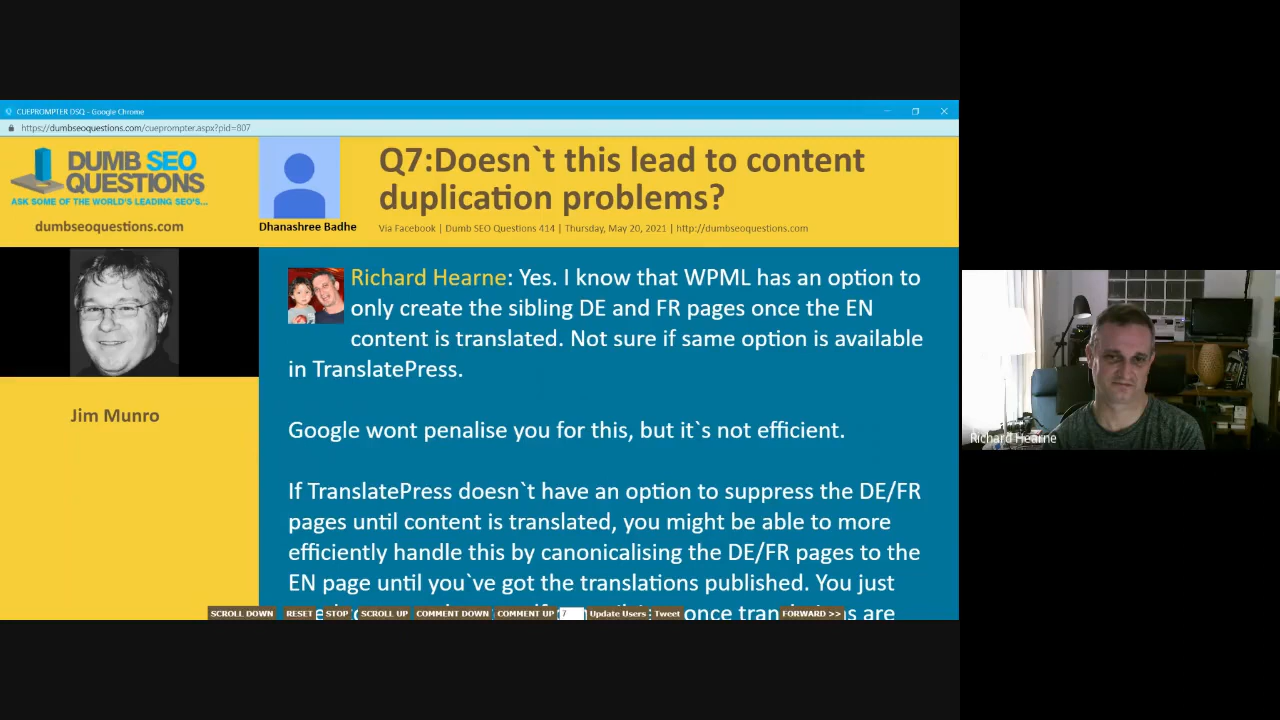 CUEPROMPTER DSQ - Google Chrome
https://dumbseoquestions.com/cueprompter.aspx?pid=807
DUMB SEO
QUESTIONS
ASK SOME OF THE WORLD'S LEADING SEO'S...
dumbseoquestions.com
Dhanashree Badhe
Q7:Doesn`t this lead to content
duplication problems?
Via Facebook | Dumb SEO Questions 414 | Thursday, May 20, 2021 | http://dumbseoquestions.com
Jim Munro
Richard Hearne: Yes. I know that WPML has an option to
only create the sibling DE and FR pages once the EN
content is translated. Not sure if same option is available
in TranslatePress.
Google wont penalise you for this, but it`s not efficient.
If TranslatePress doesn`t have an option to suppress the DE/FR
pages until content is translated, you might be able to more
efficiently handle this by canonicalising the DE/FR pages to the
EN page until you`ve got the translations published. You just
once are
SCROLL DOWN RESET STOP SCROLL UP COMMENT DOWN COMMENT UP 7 Update Users Tweet FORWARD >>
Richard Hearne